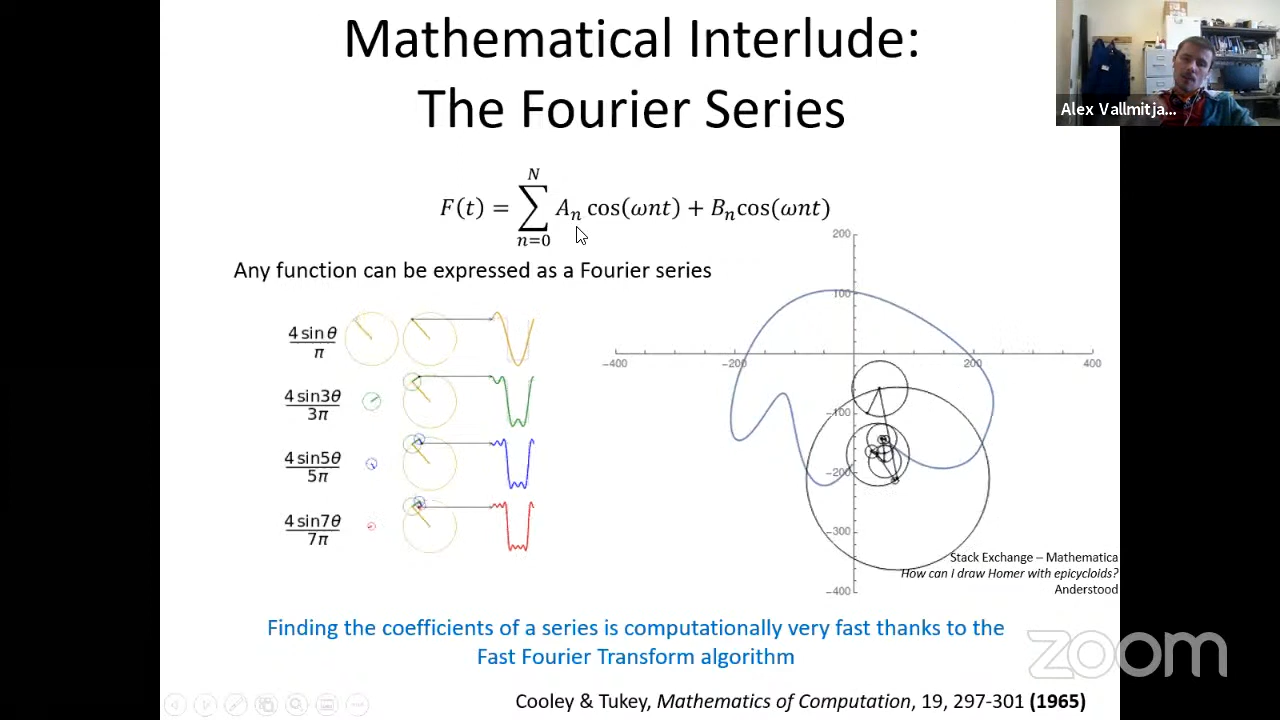 Mathematical Interlude:
The Fourier Series
Alex Vallmitja...
F(t) = ∑_{n=0}^{N} A_n cos(ωnt) + B_n cos(ωnt)
Any function can be expressed as a Fourier series
4 sin θ / π
4 sin3θ / 3π
4 sin5θ / 5π
4 sin7θ / 7π
200
100
−400
−200
200
400
−100
−200
−300
−400
Stack Exchange – Mathematica
How can I draw Homer with epicycloids?
Anderstood
Finding the coefficients of a series is computationally very fast thanks to the
Fast Fourier Transform algorithm
zoom
Cooley & Tukey, Mathematics of Computation, 19, 297-301 (1965)